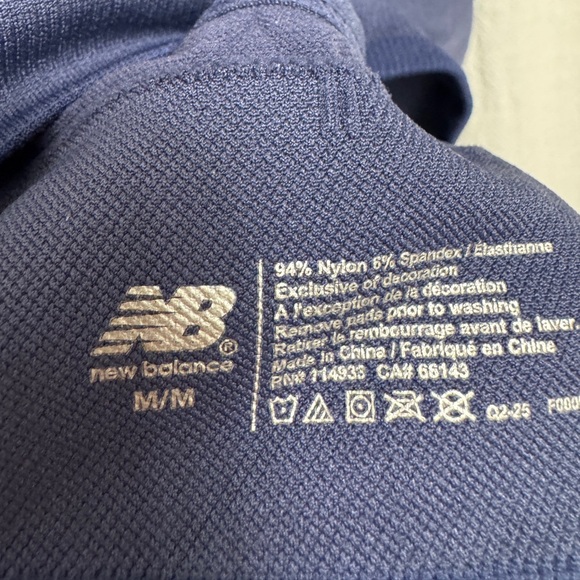 NB®
new balance
M/M
94% Nylon 6% Spandex / Élasthanne
Exclusive of decoration
A l'exception de la décoration
Remove pads prior to washing
Retirer le rembourrage avant de laver
Made in China / Fabriqué en Chine
RN# 114933 CA# 66143
Q2-25